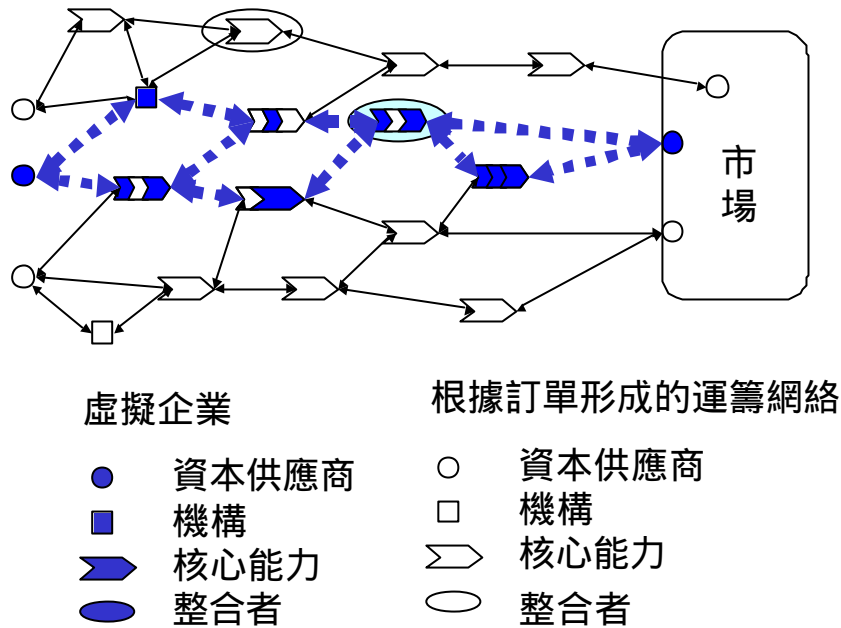 市
場
虛擬企業
根據訂單形成的運籌網絡
資本供應商
機構
核心能力
整合者
資本供應商
機構
核心能力
整合者